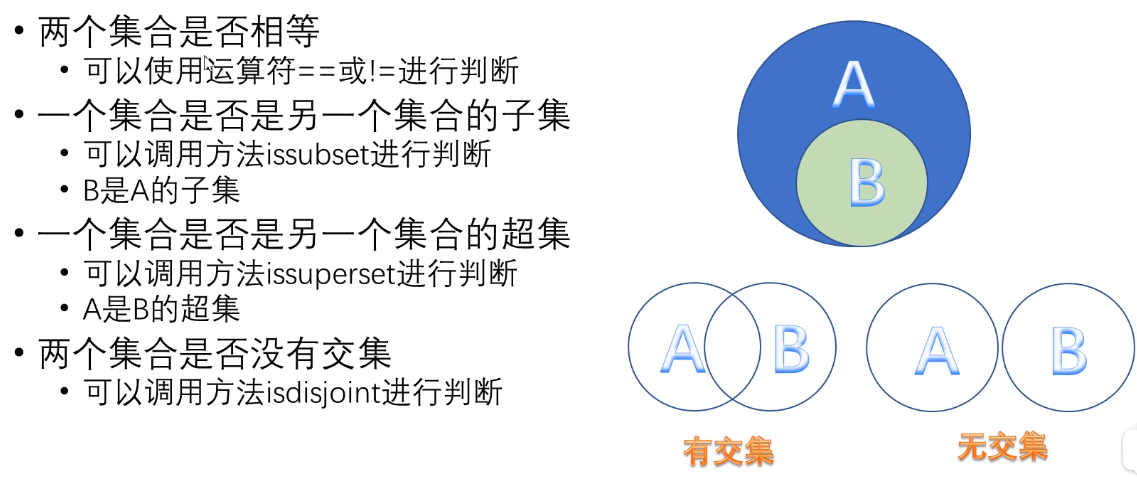 • 两个集合是否相等
• 可以使用运算符==或!=进行判断
• 一个集合是否是另一个集合的子集
• 可以调用方法issubset进行判断
• B是A的子集
• 一个集合是否是另一个集合的超集
• 可以调用方法issuperset进行判断
• A是B的超集
• 两个集合是否没有交集
• 可以调用方法isdisjoint进行判断
A
B
A B
A B
有交集
无交集